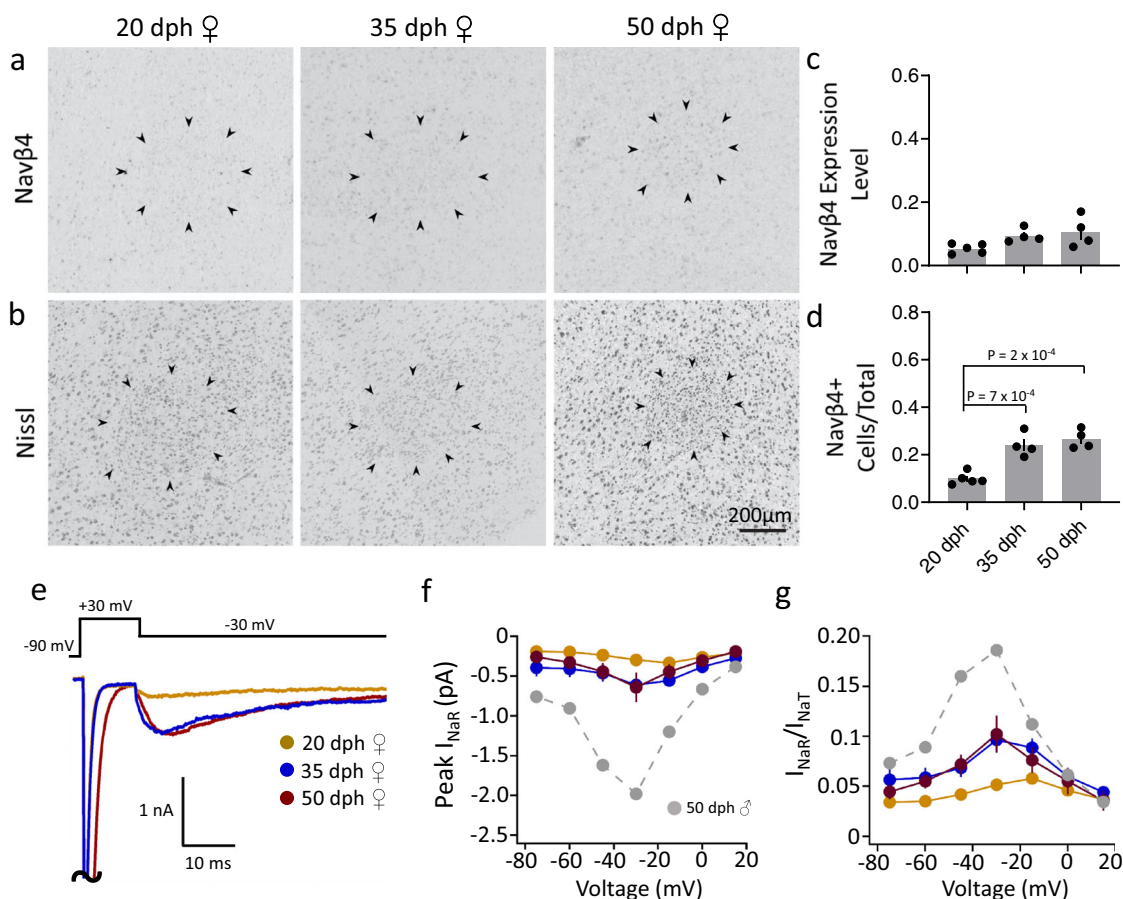 20 dph ♀
35 dph ♀
50 dph ♀
a
Navβ4
b
Nissl
200μm
c
Navβ4 Expression
Level
0.6
0.4
0.2
0.0
d
Navβ4+
Cells/Total
0.8
0.6
0.4
0.2
0.0
P = 2 x 10⁻⁴
P = 7 x 10⁻⁴
20 dph
35 dph
50 dph
e
+30 mV
-90 mV
-30 mV
20 dph ♀
35 dph ♀
50 dph ♀
1 nA
10 ms
f
Peak I_NaR (pA)
0
-0.5
-1.0
-1.5
-2.0
-2.5
50 dph ♂
-80 -60 -40 -20 0 20
Voltage (mV)
g
I_NaR/I_NaT
0.20
0.15
0.10
0.05
0
-80 -60 -40 -20 0 20
Voltage (mV)